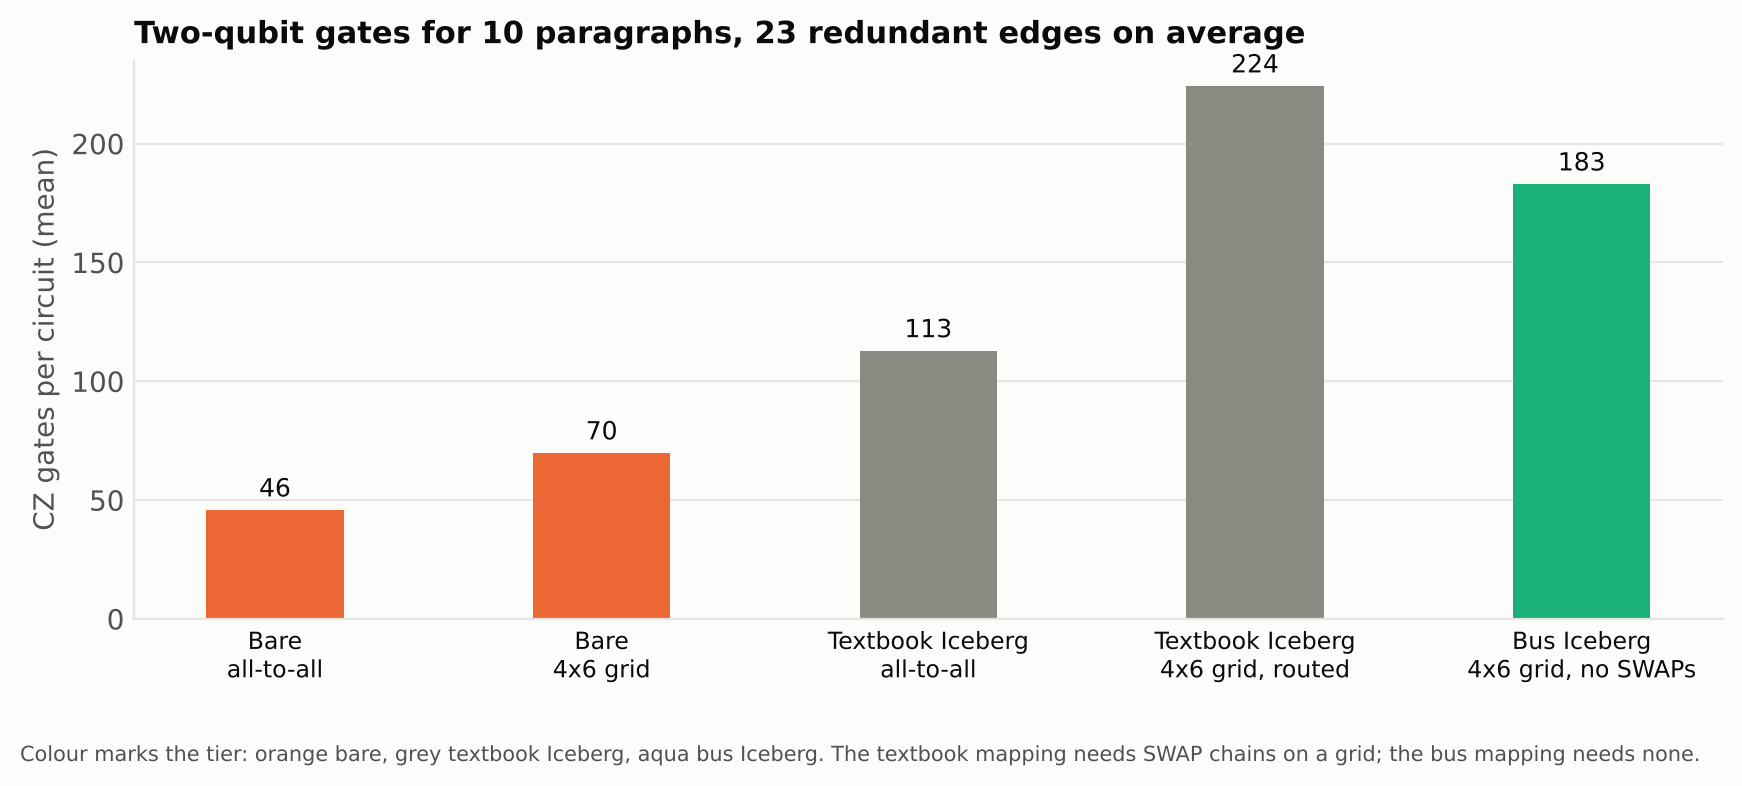 Two-qubit gates for 10 paragraphs, 23 redundant edges on average
CZ gates per circuit (mean)
200
150
100
50
0
46
70
113
224
183
Bare
all-to-all
Bare
4x6 grid
Textbook Iceberg
all-to-all
Textbook Iceberg
4x6 grid, routed
Bus Iceberg
4x6 grid, no SWAPs
Colour marks the tier: orange bare, grey textbook Iceberg, aqua bus Iceberg. The textbook mapping needs SWAP chains on a grid; the bus mapping needs none.